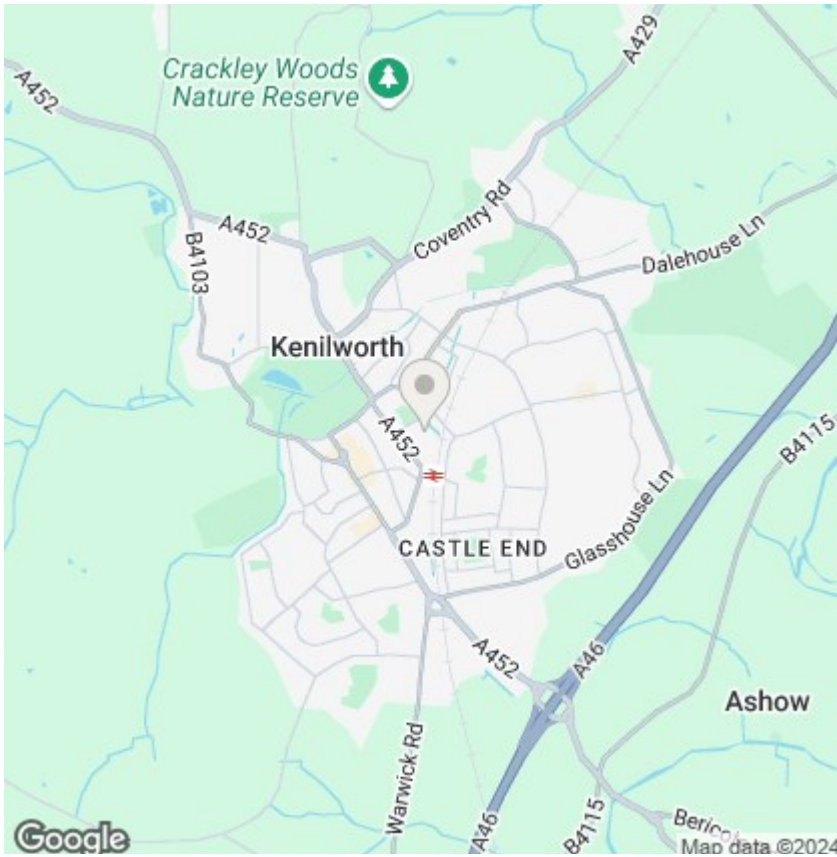 A429
Crackley Woods
Nature Reserve
A452
A452
Coventry Rd
Dalehouse Ln
B4103
Kenilworth
A452
B4115
CASTLE END
Glasshouse Ln
A452
A46
Ashow
Warwick Rd
A46
B4115
Google
Map data ©2024